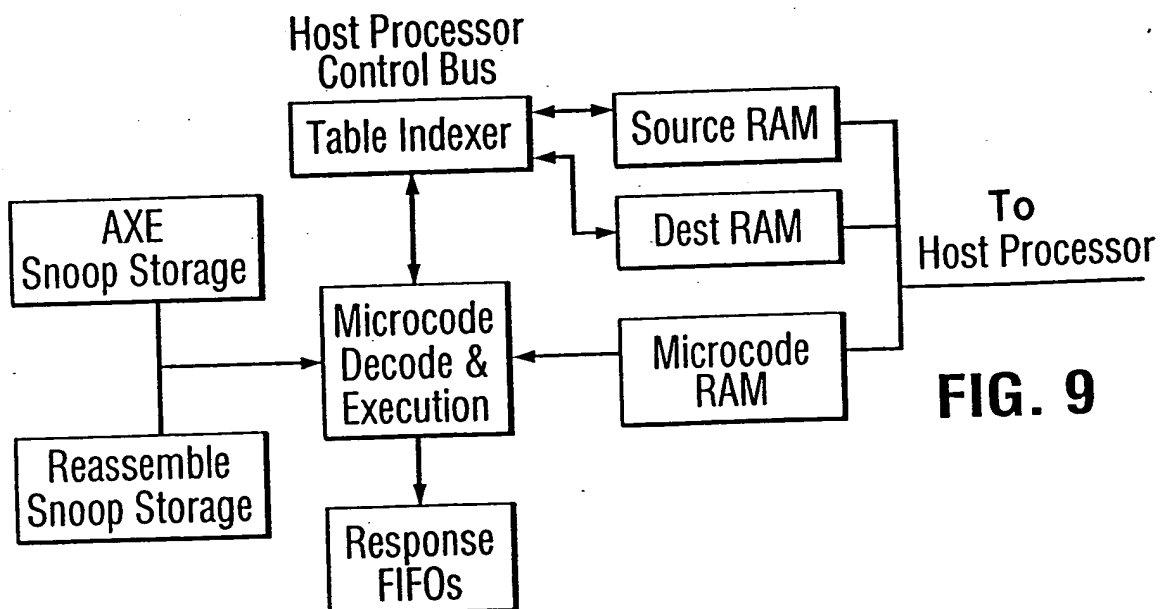 Host Processor
Control Bus
Table Indexer
Source RAM
AXE
Snoop Storage
Dest RAM
To
Host Processor
Microcode
Decode &
Execution
Microcode
RAM
FIG. 9
Reassemble
Snoop Storage
Response
FIFOs